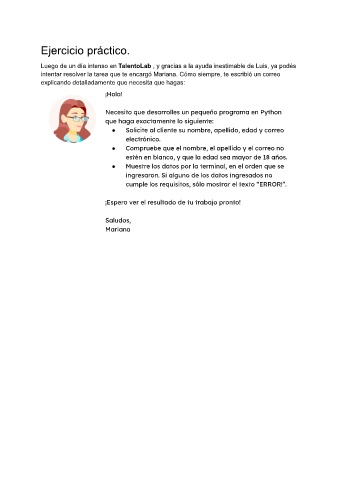 Ejercicio práctico.
Luego de un día intenso en TalentoLab , y gracias a la ayuda inestimable de Luis, ya podés
intentar resolver la tarea que te encargó Mariana. Cómo siempre, te escribió un correo
explicando detalladamente que necesita que hagas:
¡Hola!
Necesito que desarrolles un pequeño programa en Python
que haga exactamente lo siguiente:
● Solicite al cliente su nombre, apellido, edad y correo
electrónico.
● Compruebe que el nombre, el apellido y el correo no
estén en blanco, y que la edad sea mayor de 18 años.
● Muestre los datos por la terminal, en el orden que se
ingresaron. Si alguno de los datos ingresados no
cumple los requisitos, sólo mostrar el texto "ERROR!".
¡Espero ver el resultado de tu trabajo pronto!
Saludos,
Mariana